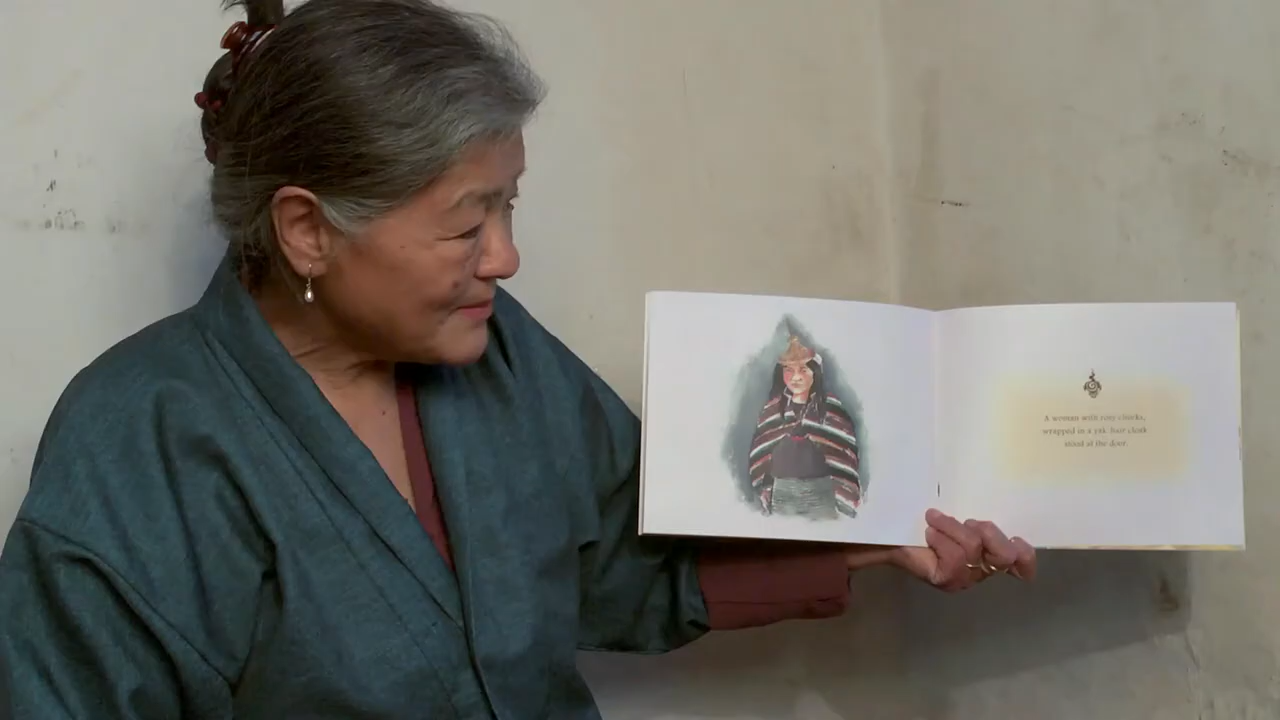 A woman with rosy cheeks,
wrapped in a yak hair cloak
stood at the door.